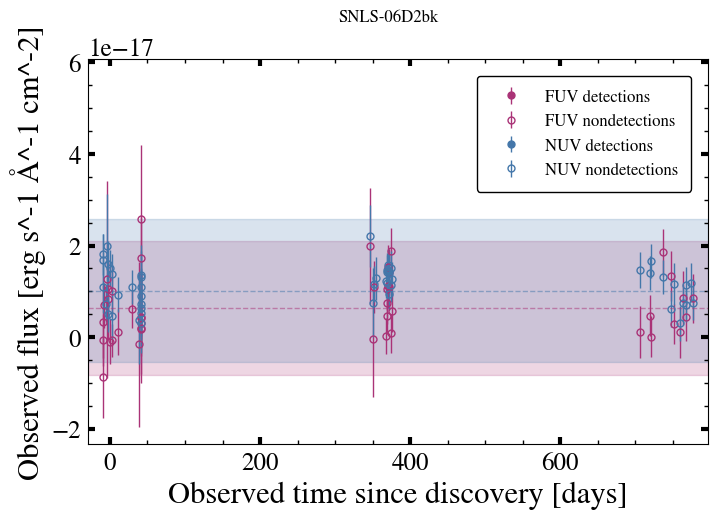 SNLS-06D2bk
1e−17
6
4
2
0
−2
Observed flux [erg s^-1 Å^-1 cm^-2]
FUV detections
FUV nondetections
NUV detections
NUV nondetections
0 200 400 600
Observed time since discovery [days]